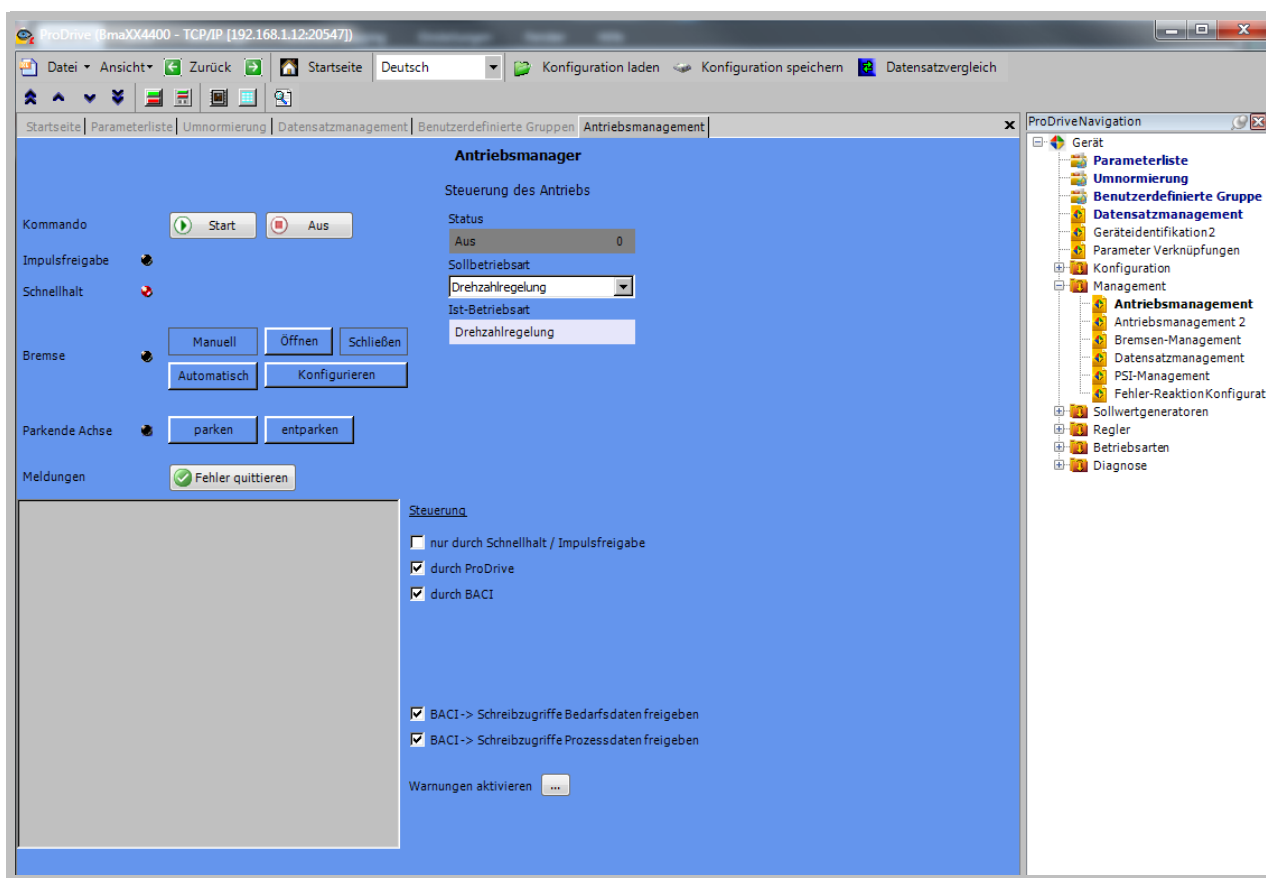 ProDrive (BmaXX4400 - TCP/IP [192.168.1.12:20547])
Datei Ansicht Zurück Startseite Deutsch Konfiguration laden Konfiguration speichern Datensatzvergleich
Startseite Parameterliste Umnormierung Datensatzmanagement Benutzerdefinierte Gruppen Antriebsmanagement x
Antriebsmanager
Steuerung des Antriebs
Kommando Start Aus
Status
Aus 0
Impulsfreigabe
Sollbetriebsart
Schnellhalt
Drehzahlregelung
Ist-Betriebsart
Drehzahlregelung
Bremse
Manuell Öffnen Schließen
Automatisch Konfigurieren
Parkende Achse parken entparken
Meldungen Fehler quittieren
Steuerung
nur durch Schnellhalt / Impulsfreigabe
durch ProDrive
durch BACI
BACI-> Schreibzugriffe Bedarfsdaten freigeben
BACI-> Schreibzugriffe Prozessdaten freigeben
Warnungen aktivieren ...
ProDriveNavigation
Gerät
Parameterliste
Umnormierung
Benutzerdefinierte Gruppe
Datensatzmanagement
Geräteidentifikation2
Parameter Verknüpfungen
Konfiguration
Management
Antriebsmanagement
Antriebsmanagement 2
Bremsen-Management
Datensatzmanagement
PSI-Management
Fehler-ReaktionKonfigurat
Sollwertgeneratoren
Regler
Betriebsarten
Diagnose